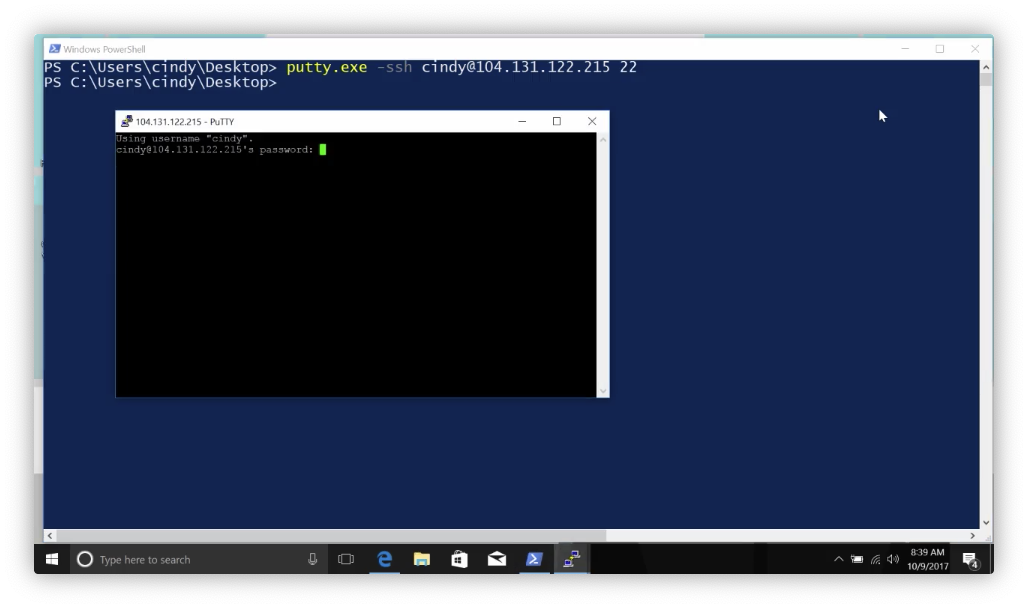 Windows PowerShell
PS C:\Users\cindy\Desktop> putty.exe -ssh cindy@104.131.122.215 22
PS C:\Users\cindy\Desktop>
104.131.122.215 - PuTTY
Using username "cindy".
cindy@104.131.122.215's password:
Type here to search
8:39 AM
10/9/2017
4